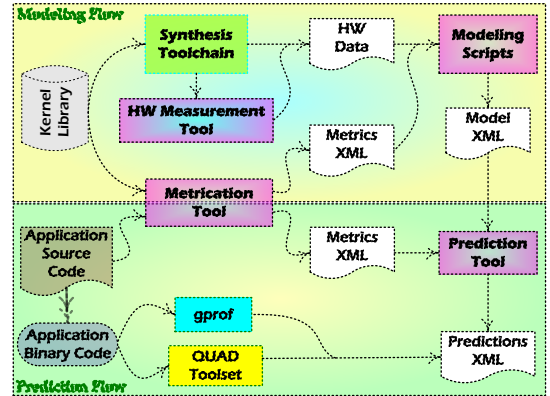 Modeling Flow
Synthesis
Toolchain
HW
Data
Modeling
Scripts
Kernel
Library
HW Measurement
Tool
Metrics
XML
Model
XML
Metrication
Tool
Application
Source
Code
Metrics
XML
Prediction
Tool
Application
Binary Code
gprof
QUAD
Toolset
Predictions
XML
Prediction Flow